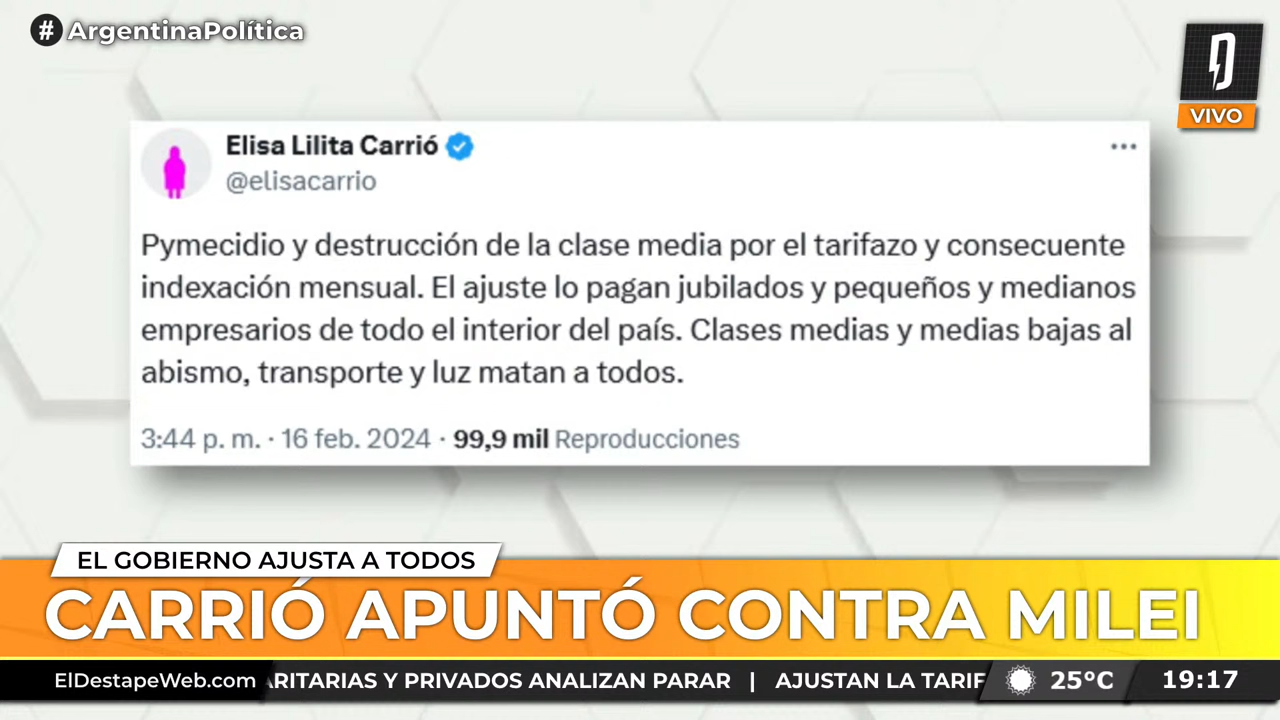 # ArgentinaPolítica
VIVO
Elisa Lilita Carrió
@elisacarrio
Pymecidio y destrucción de la clase media por el tarifazo y consecuente
indexación mensual. El ajuste lo pagan jubilados y pequeños y medianos
empresarios de todo el interior del país. Clases medias y medias bajas al
abismo, transporte y luz matan a todos.
3:44 p. m. · 16 feb. 2024 · 99,9 mil Reproducciones
EL GOBIERNO AJUSTA A TODOS
CARRIÓ APUNTÓ CONTRA MILEI
ElDestapeWeb.com ARITARIAS Y PRIVADOS ANALIZAN PARAR | AJUSTAN LA TARIF 25°C 19:17